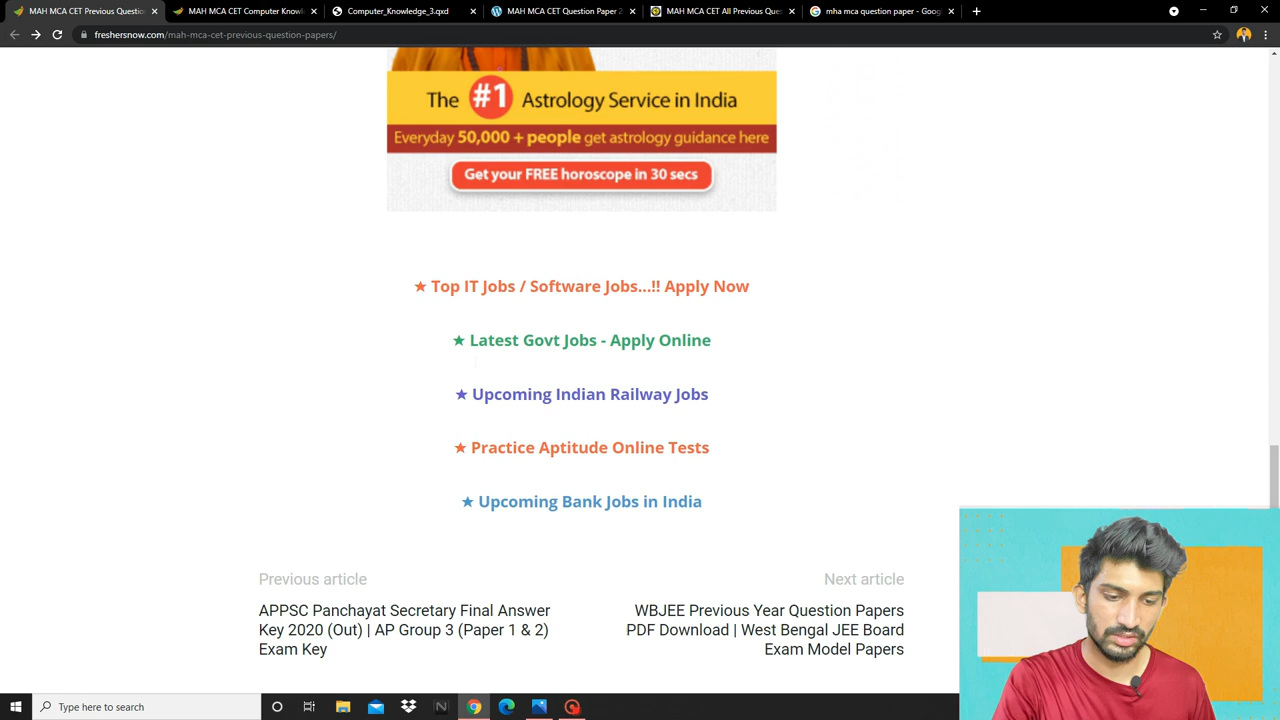 MAH MCA CET Previous Questio
MAH MCA CET Computer Knowl
Computer_Knowledge_3.qxd
MAH MCA CET Question Paper 2
MAH MCA CET All Previous Ques
mha mca question paper - Goog
freshersnow.com/mah-mca-cet-previous-question-papers/
The #1 Astrology Service in India
Everyday 50,000 + people get astrology guidance here
Get your FREE horoscope in 30 secs
★ Top IT Jobs / Software Jobs...!! Apply Now
★ Latest Govt Jobs - Apply Online
★ Upcoming Indian Railway Jobs
★ Practice Aptitude Online Tests
★ Upcoming Bank Jobs in India
Previous article
Next article
APPSC Panchayat Secretary Final Answer
Key 2020 (Out) | AP Group 3 (Paper 1 & 2)
Exam Key
WBJEE Previous Year Question Papers
PDF Download | West Bengal JEE Board
Exam Model Papers
Type here to search